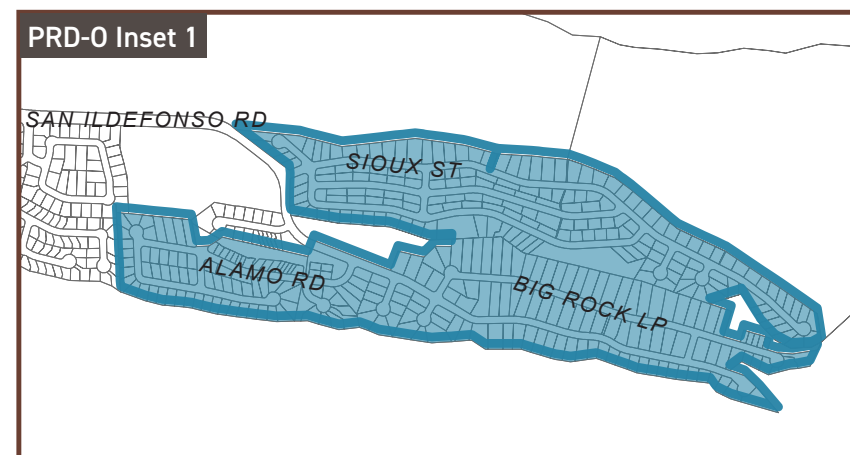 PRD-O Inset 1
SAN ILDEFONSO RD
SIOUX ST
ALAMO RD
BIG ROCK LP